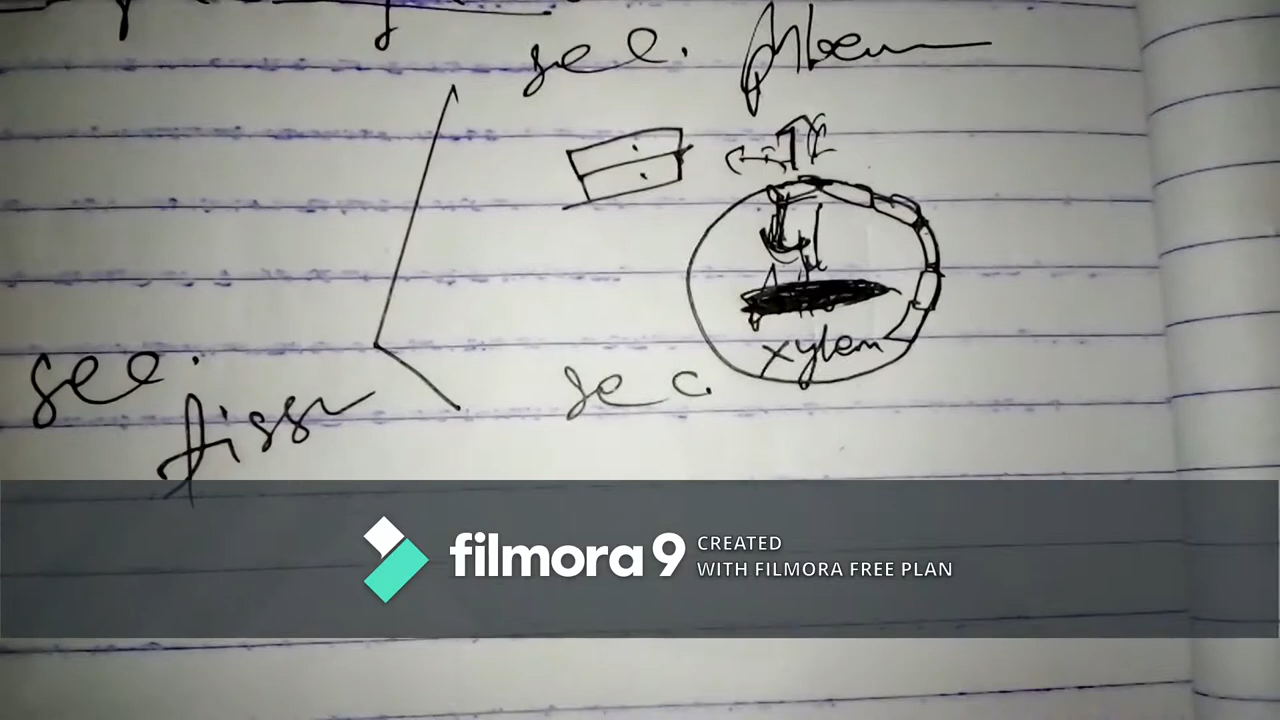 sec. phloem
sec. xylem
sec.
tissu
filmora 9 CREATED
WITH FILMORA FREE PLAN